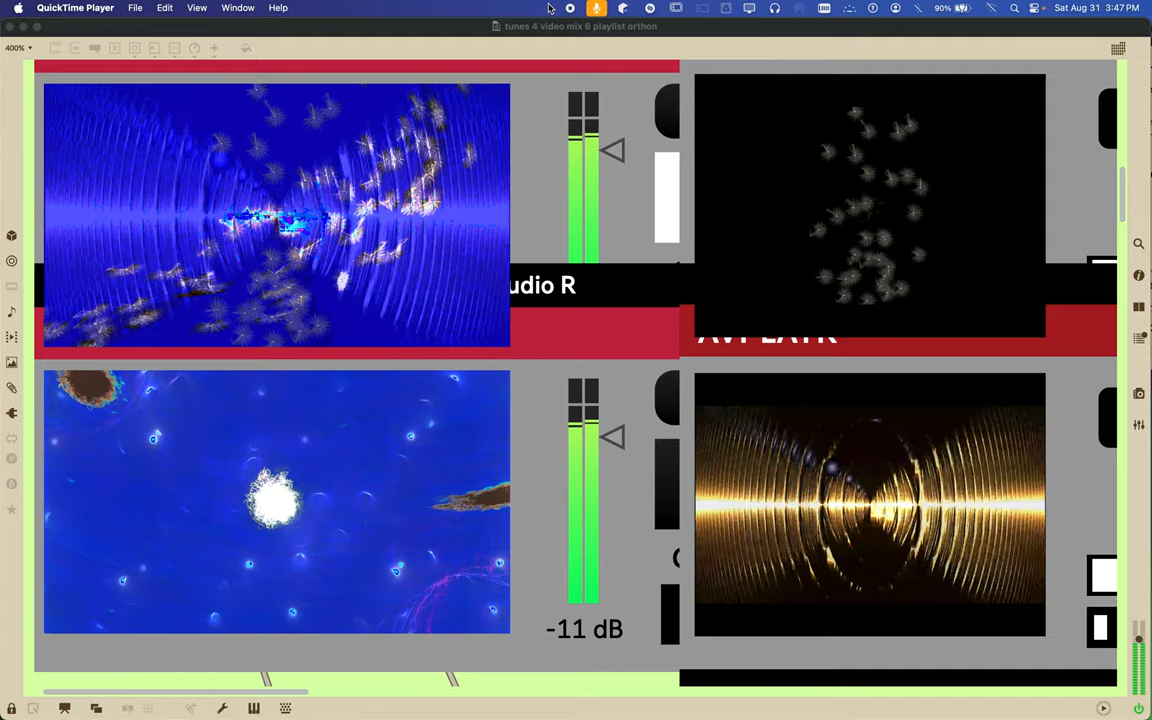 QuickTime Player File Edit View Window Help 90% Sat Aug 31 3:47 PM
tunes 4 video mix 6 playlist orthon
400%
udio R
-11 dB